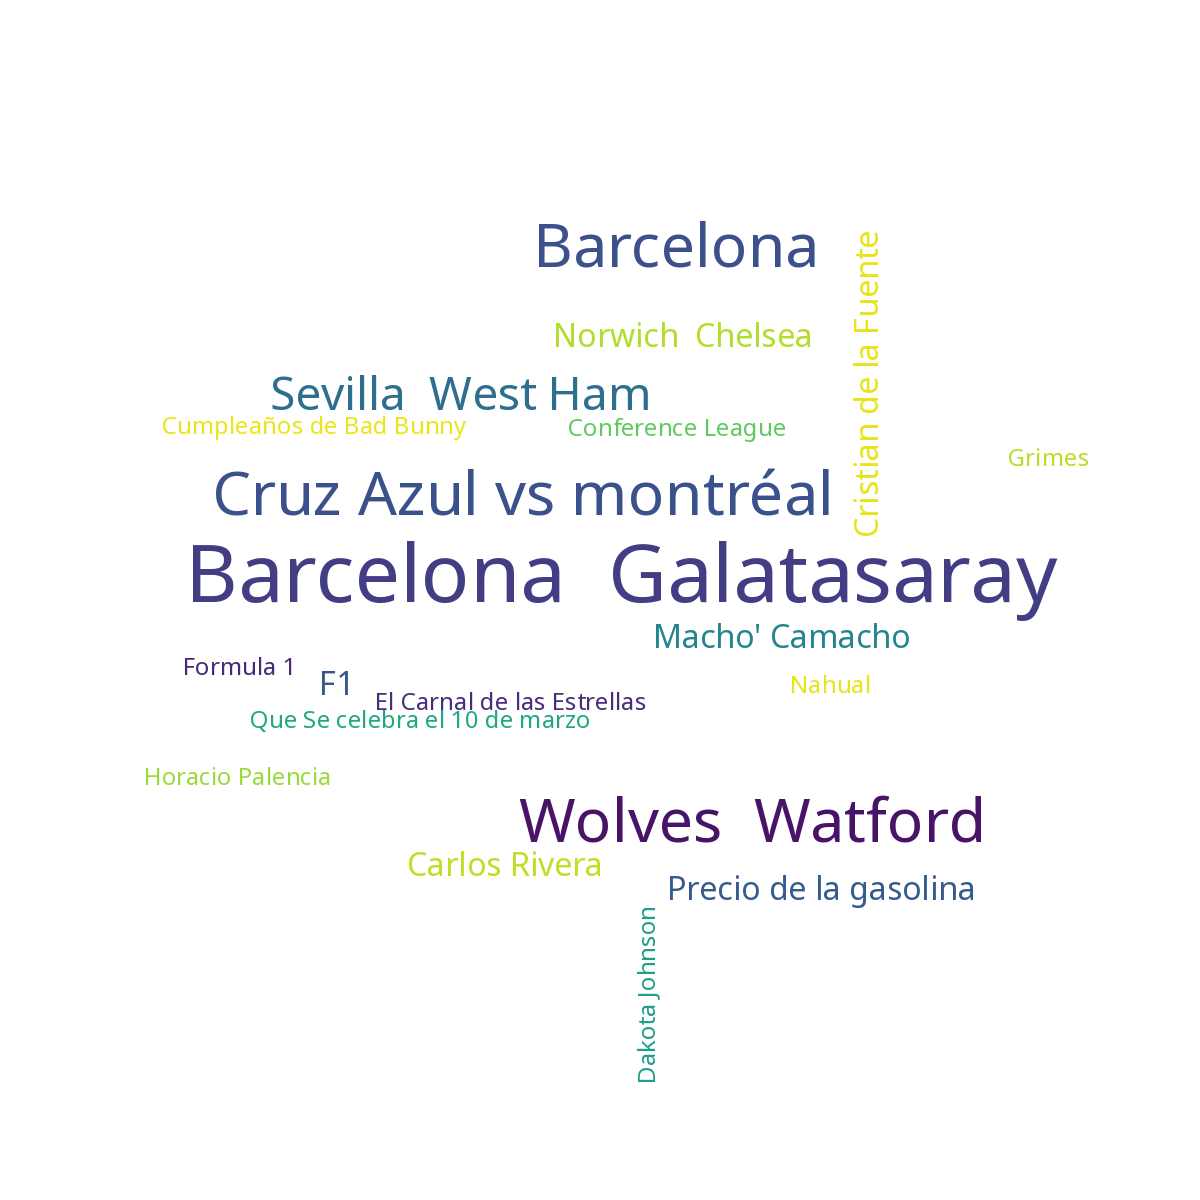 Barcelona
Cristian de la Fuente
Norwich  Chelsea
Sevilla  West Ham
Cumpleaños de Bad Bunny
Conference League
Grimes
Cruz Azul vs montréal
Barcelona  Galatasaray
Macho' Camacho
Formula 1
F1
Nahual
El Carnal de las Estrellas
Que Se celebra el 10 de marzo
Horacio Palencia
Wolves  Watford
Carlos Rivera
Precio de la gasolina
Dakota Johnson